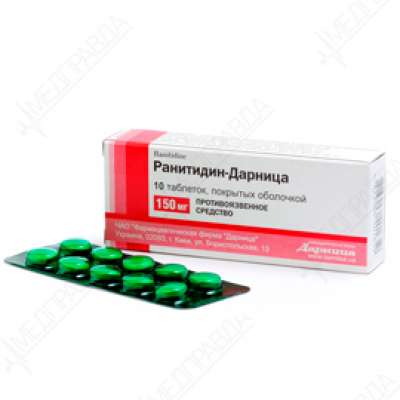 МЕДПРАВДА
Ranitidine
Ранитидин-Дарница
10 таблеток, покрытых оболочкой
150 мг
ПРОТИВОЯЗВЕННОЕ
СРЕДСТВО
ЧАО "Фармацевтическая фирма "Дарница"
Украина, 02093, г. Киев, ул. Бориспольская, 13
Дарница